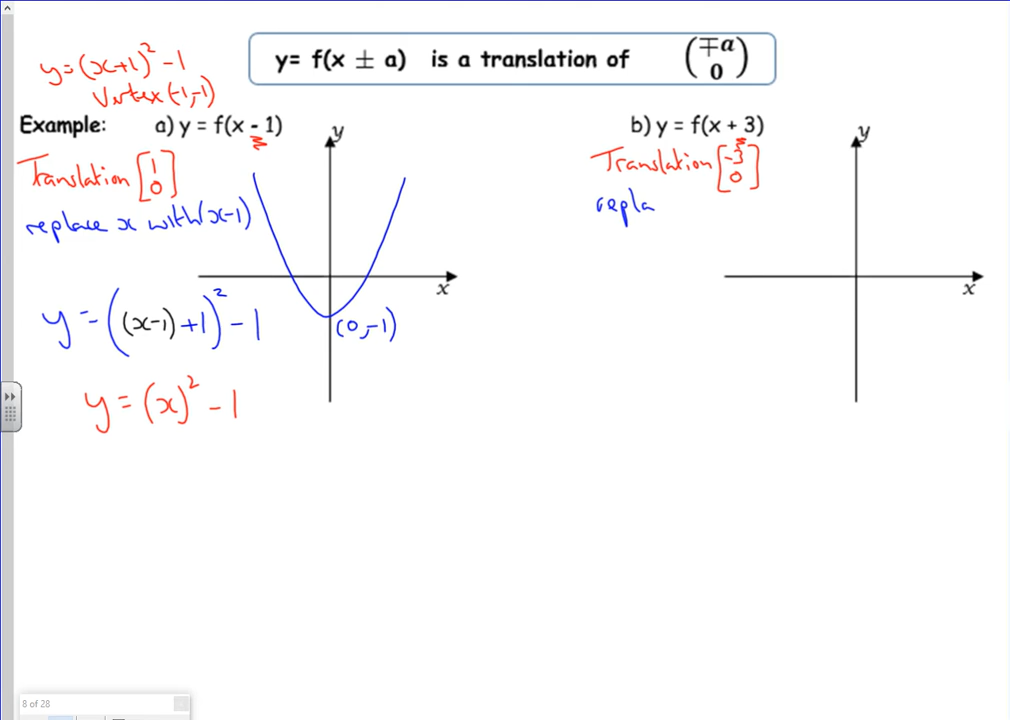 y=(x+1)² -1
Vertex(-1,-1)
y= f(x ± a) is a translation of (∓a 0)
Example: a) y = f(x - 1)
y
Translation [1 0]
replace x with (x-1)
x
y = ((x-1)+1)² - 1
(0,-1)
y = (x)² - 1
b) y = f(x + 3)
y
Translation [-3 0]
repla
x
8 of 28